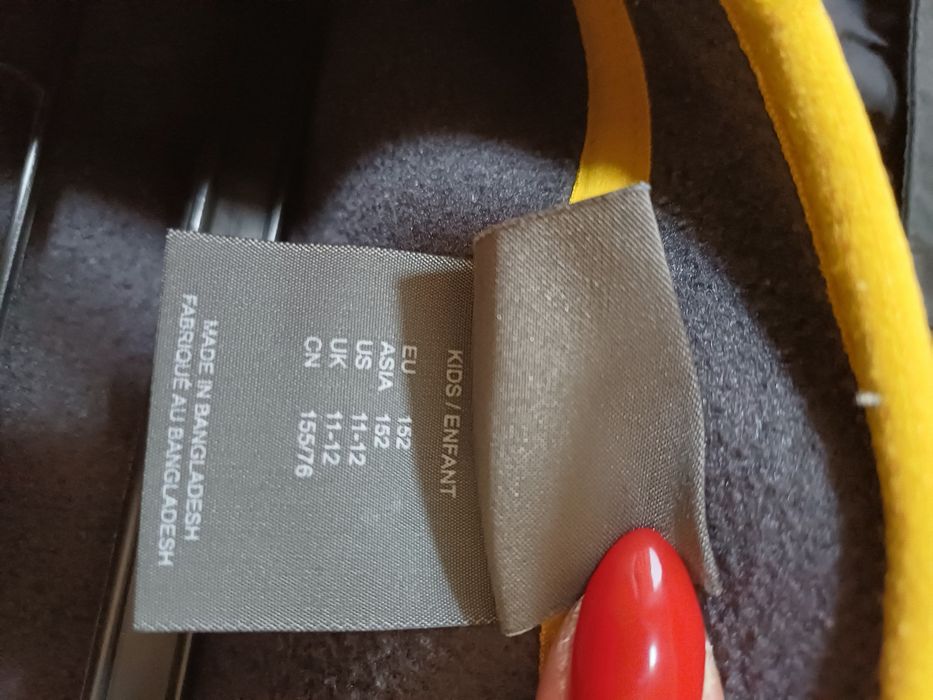 KIDS / ENFANT
EU 152
ASIA 152
US 11-12
UK 11-12
CN 155/76
MADE IN BANGLADESH
FABRIQUÉ AU BANGLADESH